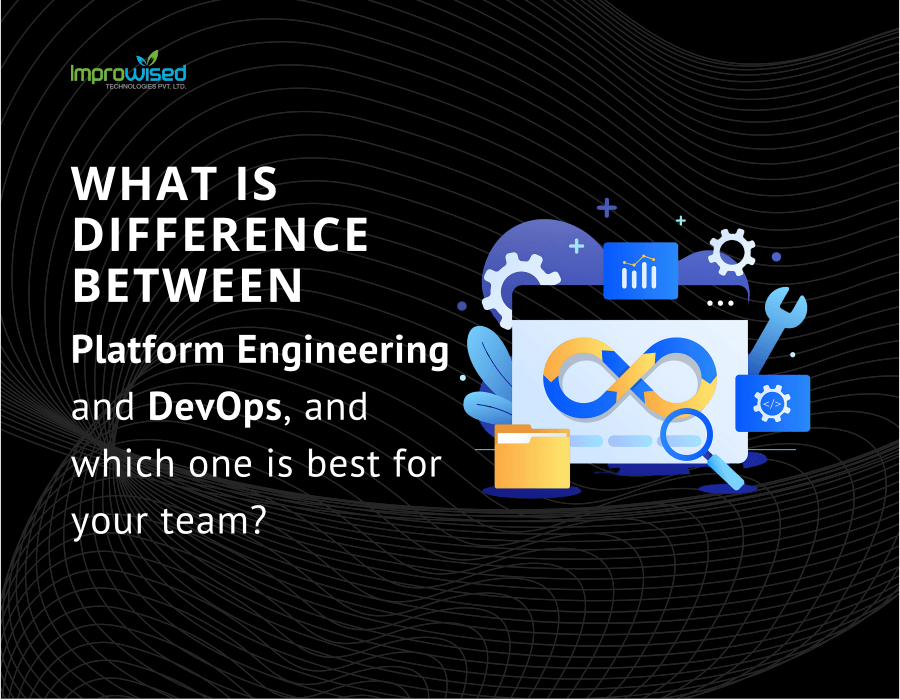 Improwised
TECHNOLOGIES PVT. LTD.
WHAT IS
DIFFERENCE
BETWEEN
Platform Engineering
and DevOps, and
which one is best for
your team?
</>